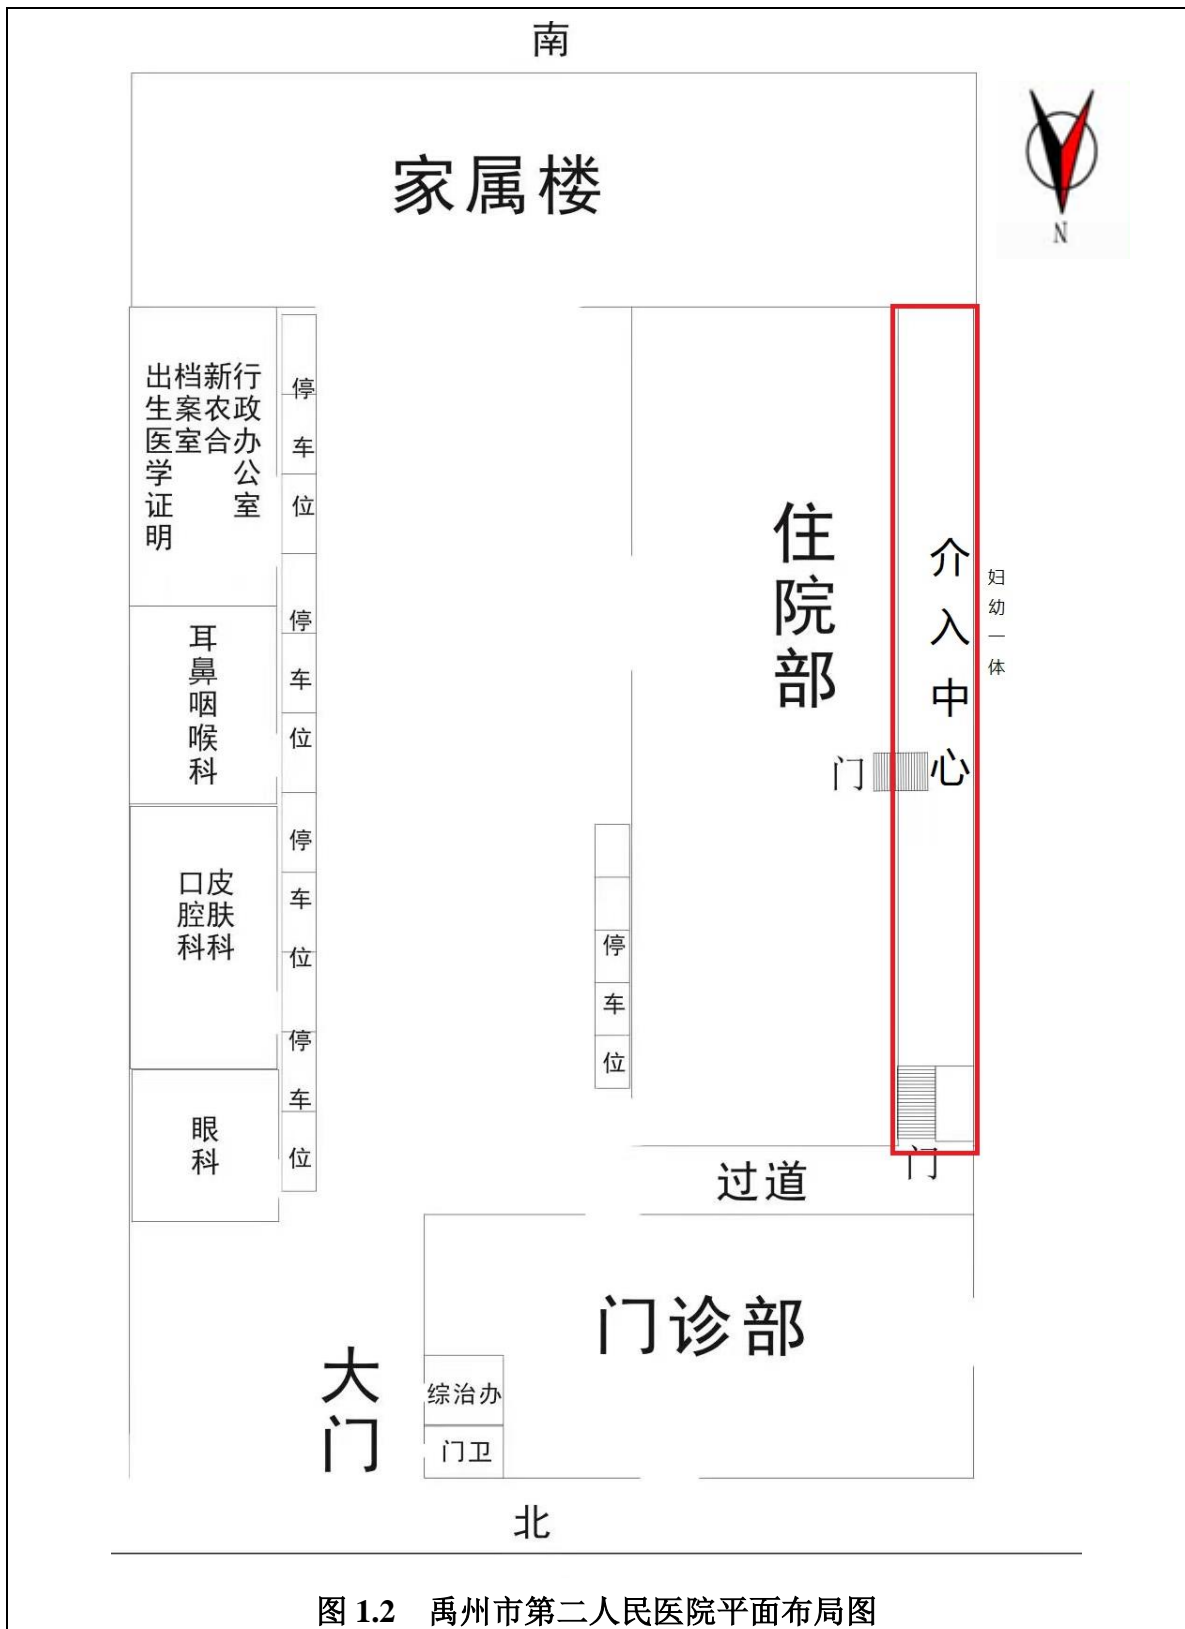 南
家属楼
N
行政办公室
新农合
档案室
出生医学证明
停车位
耳鼻咽喉科
停车位
皮肤科
口腔科
停车位
眼科
停车位
停车位
住院部
介入中心
妇幼一体
门
门
过道
门诊部
大门
综治办
门卫
北
图 1.2 禹州市第二人民医院平面布局图